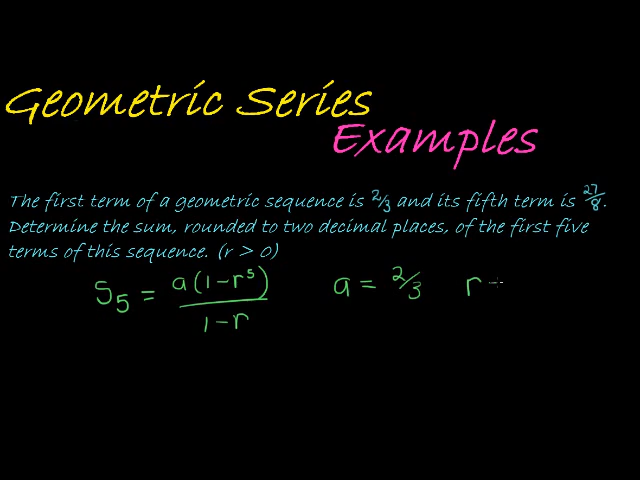 Geometric Series
Examples
The first term of a geometric sequence is 2/3 and its fifth term is 27/8.
Determine the sum, rounded to two decimal places, of the first five
terms of this sequence. (r > 0)
S₅ = a(1-r⁵)/1-r a = 2/3 r -